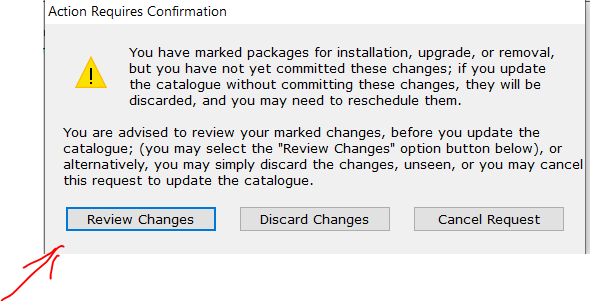 Action Requires Confirmation
You have marked packages for installation, upgrade, or removal,
but you have not yet committed these changes; if you update
the catalogue without committing these changes, they will be
discarded, and you may need to reschedule them.
You are advised to review your marked changes, before you update the
catalogue; (you may select the "Review Changes" option button below), or
alternatively, you may simply discard the changes, unseen, or you may cancel
this request to update the catalogue.
Review Changes
Discard Changes
Cancel Request